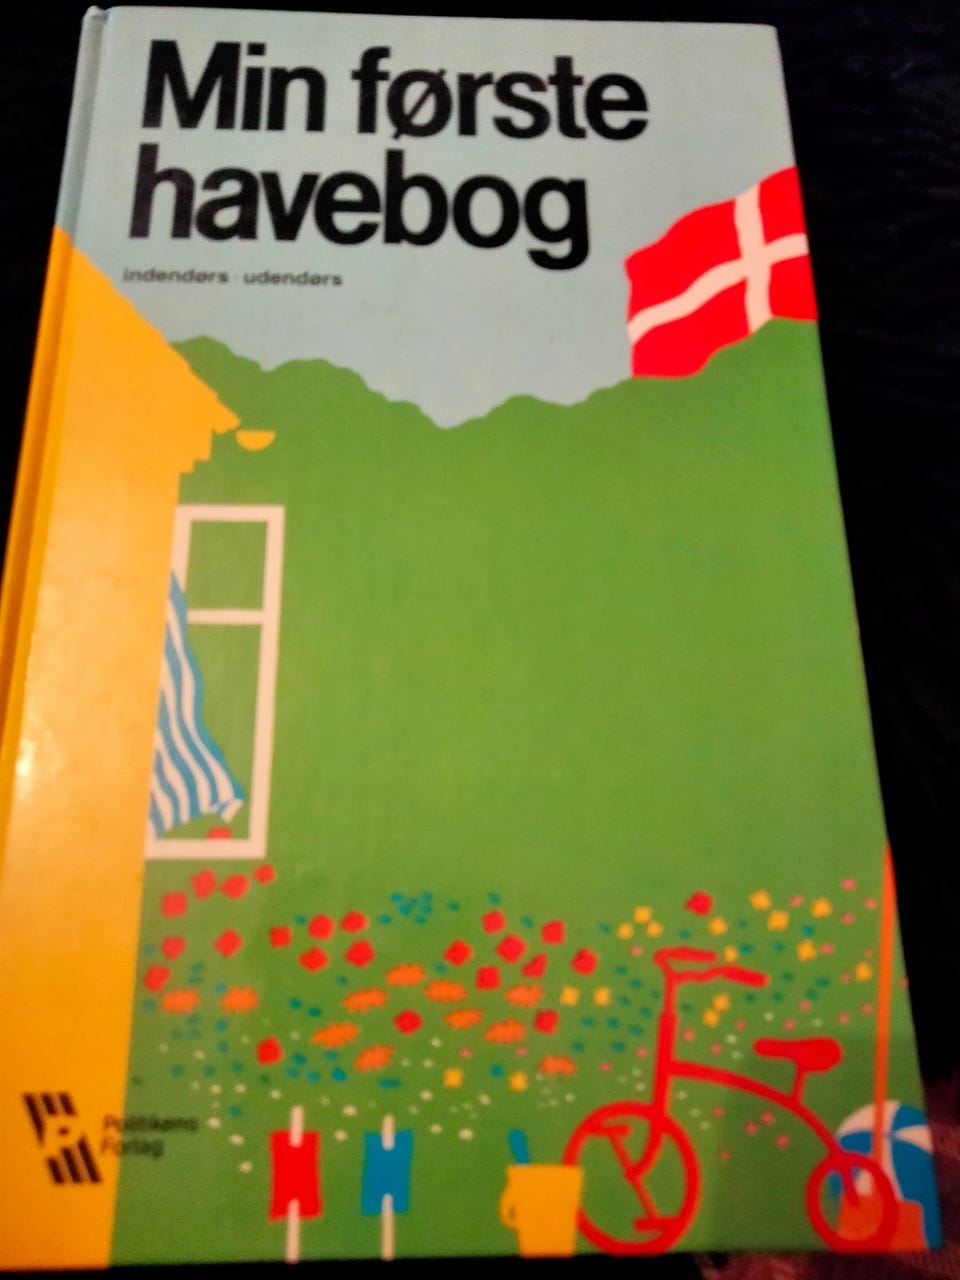 Min første
havebog
indendørs · udendørs
Politikens
Forlag